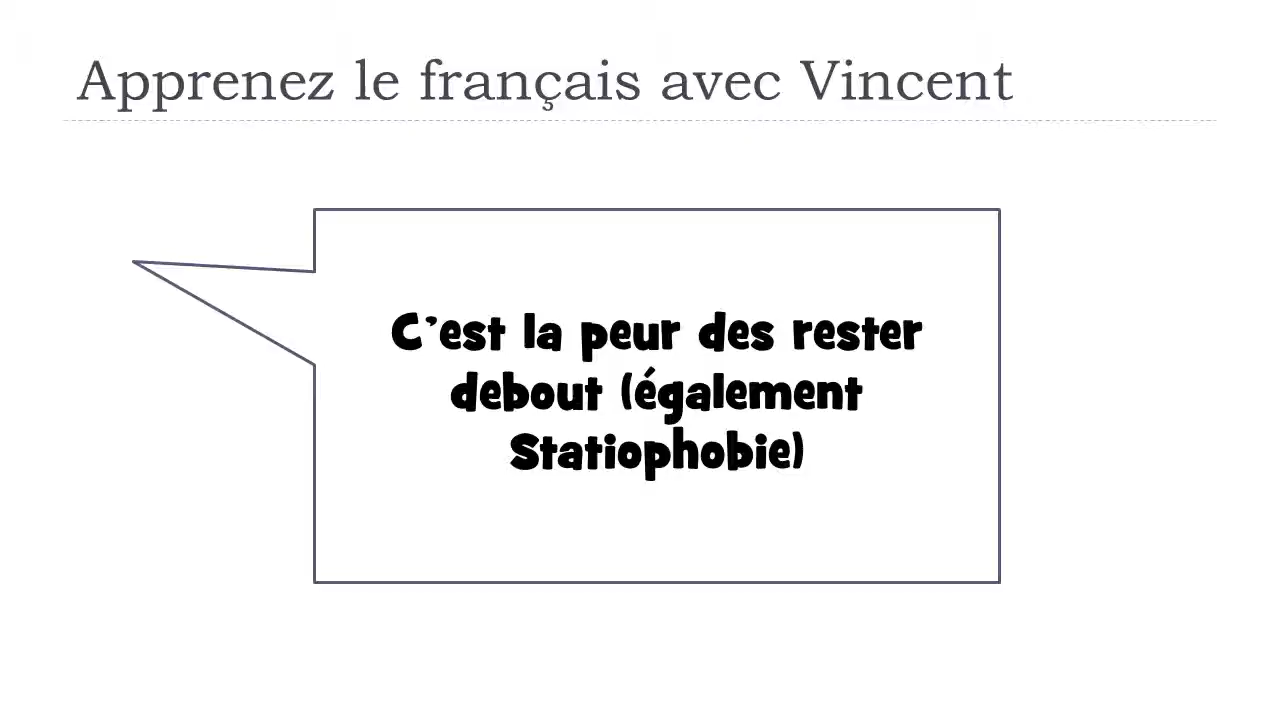 Apprenez le français avec Vincent
C'est la peur des rester
debout (également
Statiophobie)